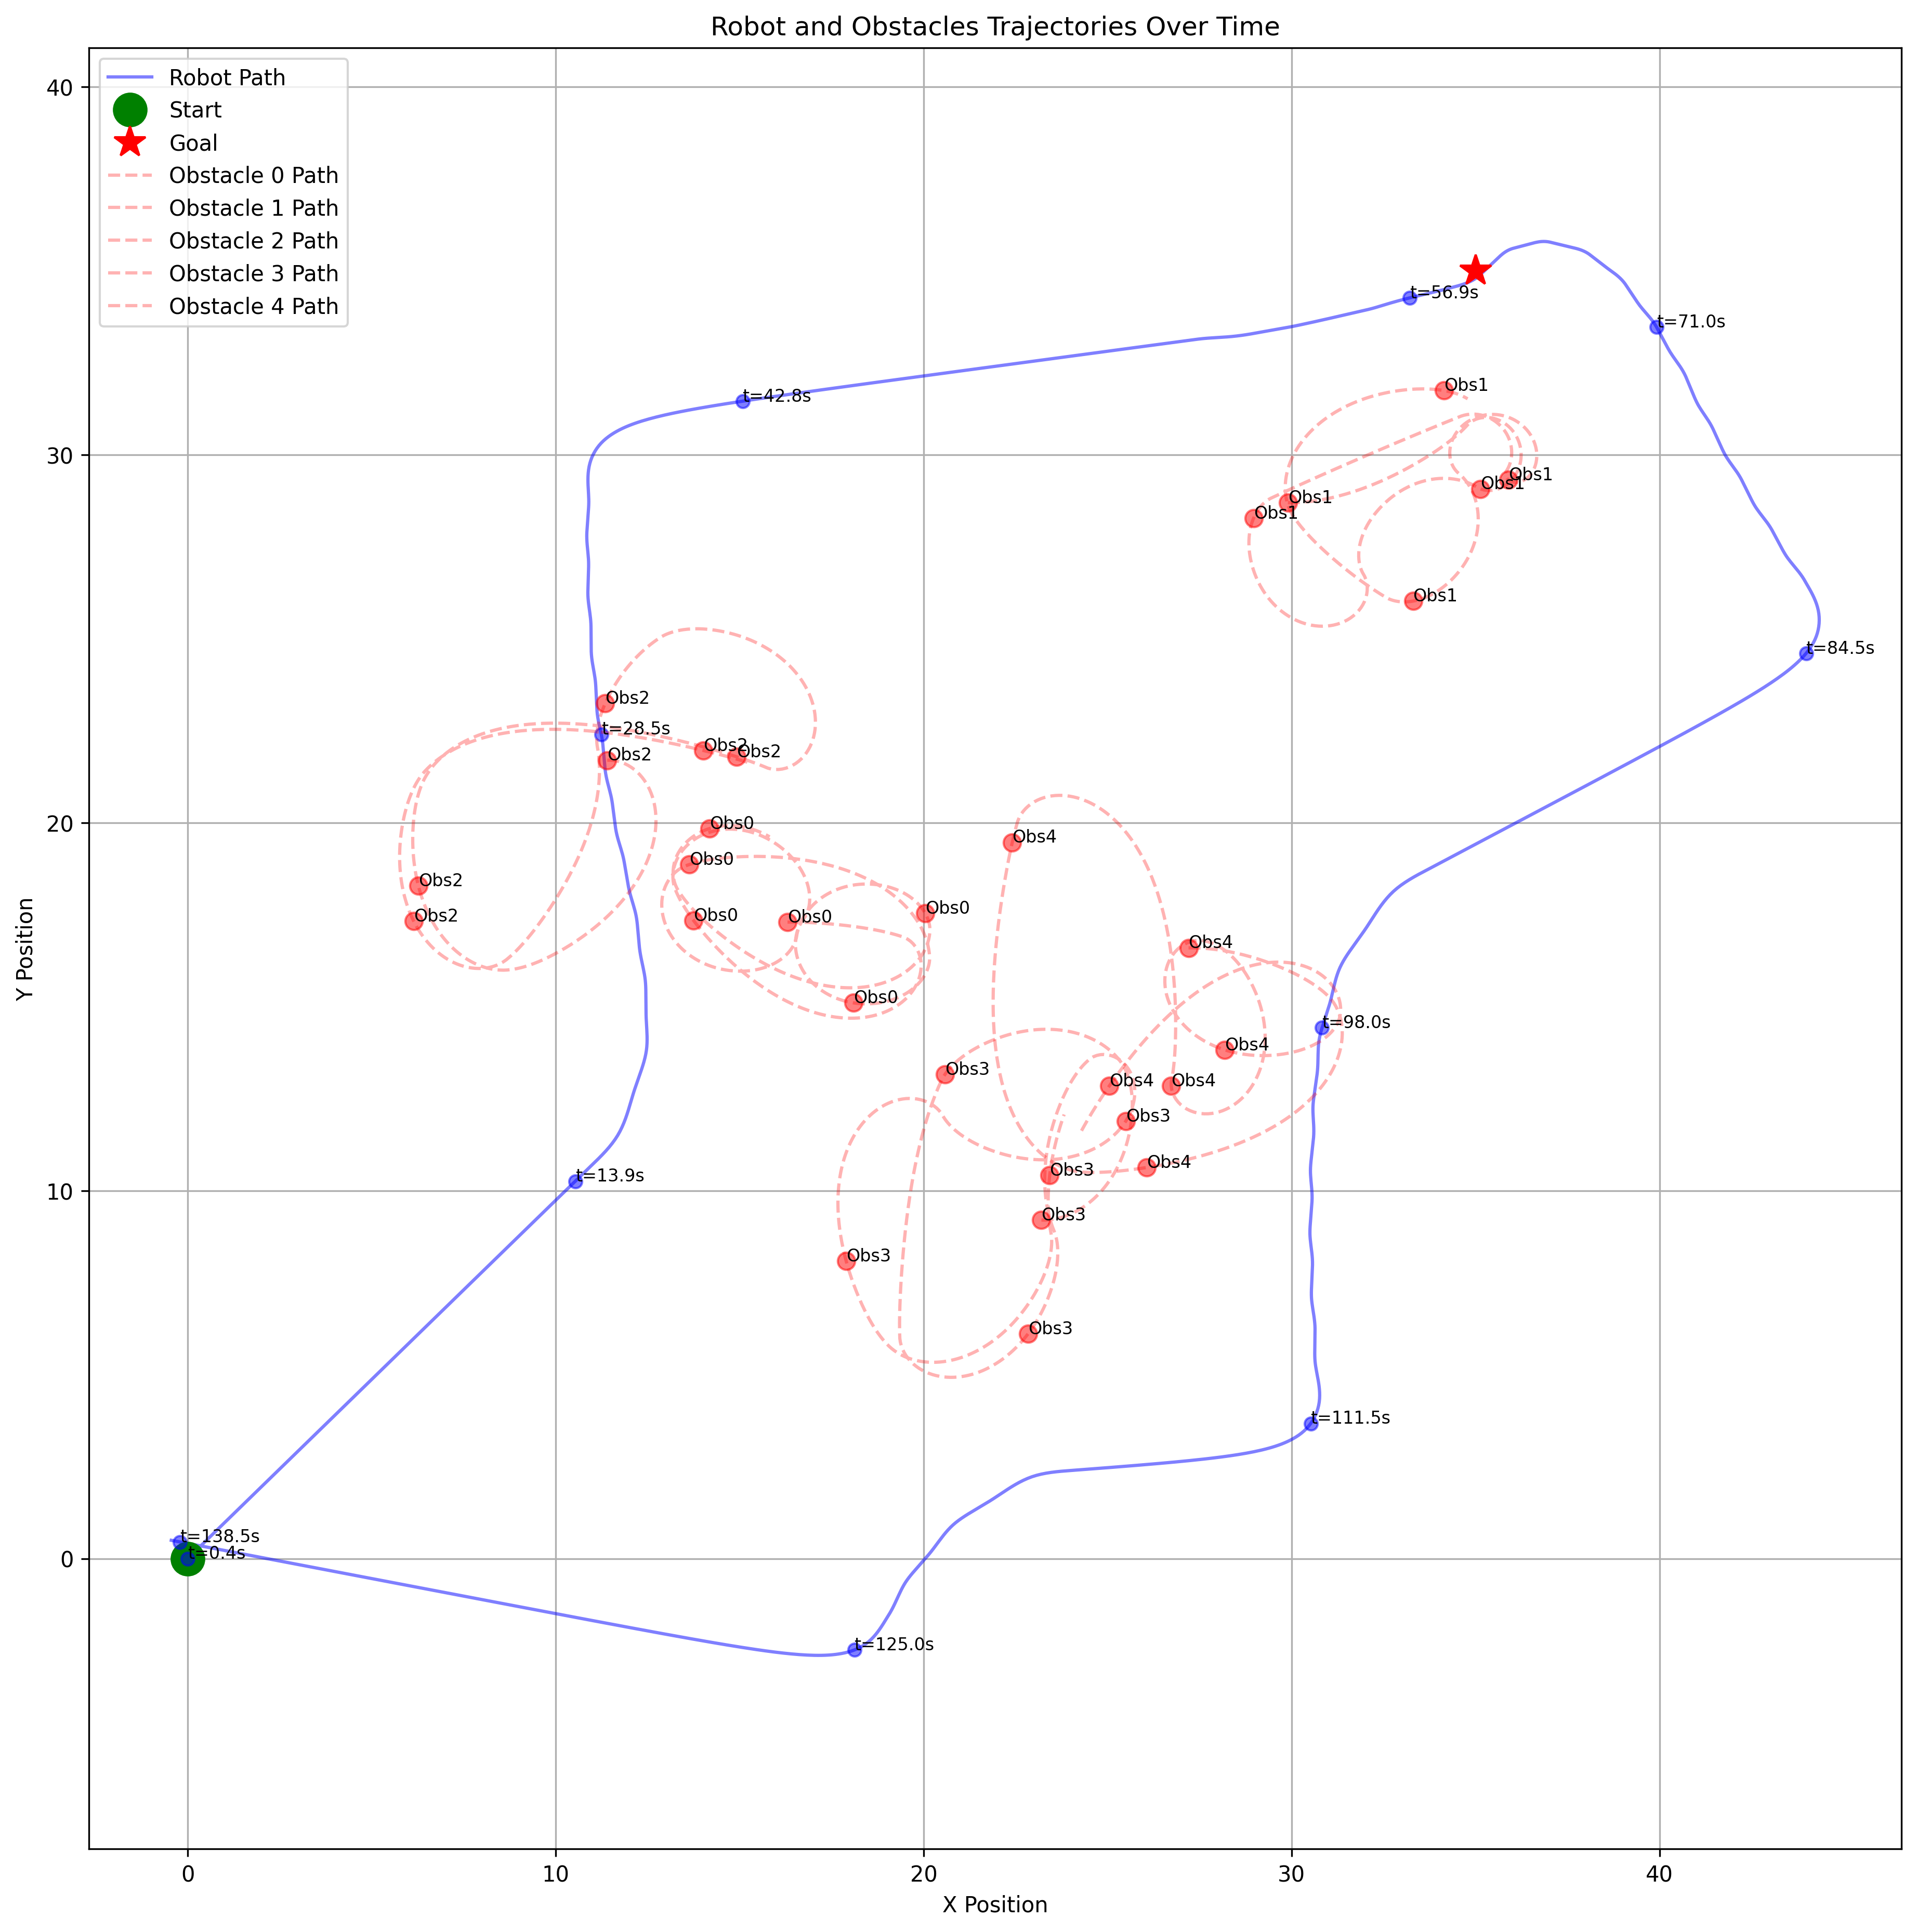 Robot and Obstacles Trajectories Over Time
Robot Path
Start
Goal
Obstacle 0 Path
Obstacle 1 Path
Obstacle 2 Path
Obstacle 3 Path
Obstacle 4 Path
40
30
20
10
0
Y Position
t=56.9s
t=71.0s
t=42.8s
Obs1
Obs1
Obs1
Obs1
Obs1
Obs1
t=84.5s
Obs2
t=28.5s
Obs2
Obs2
Obs2
Obs0
Obs4
Obs0
Obs2
Obs0
Obs2
Obs0
Obs0
Obs4
Obs0
t=98.0s
Obs4
Obs3
Obs4
Obs4
Obs3
t=13.9s
Obs3
Obs4
Obs3
Obs3
Obs3
t=111.5s
t=138.5s
t=0.4s
t=125.0s
0
10
20
30
40
X Position